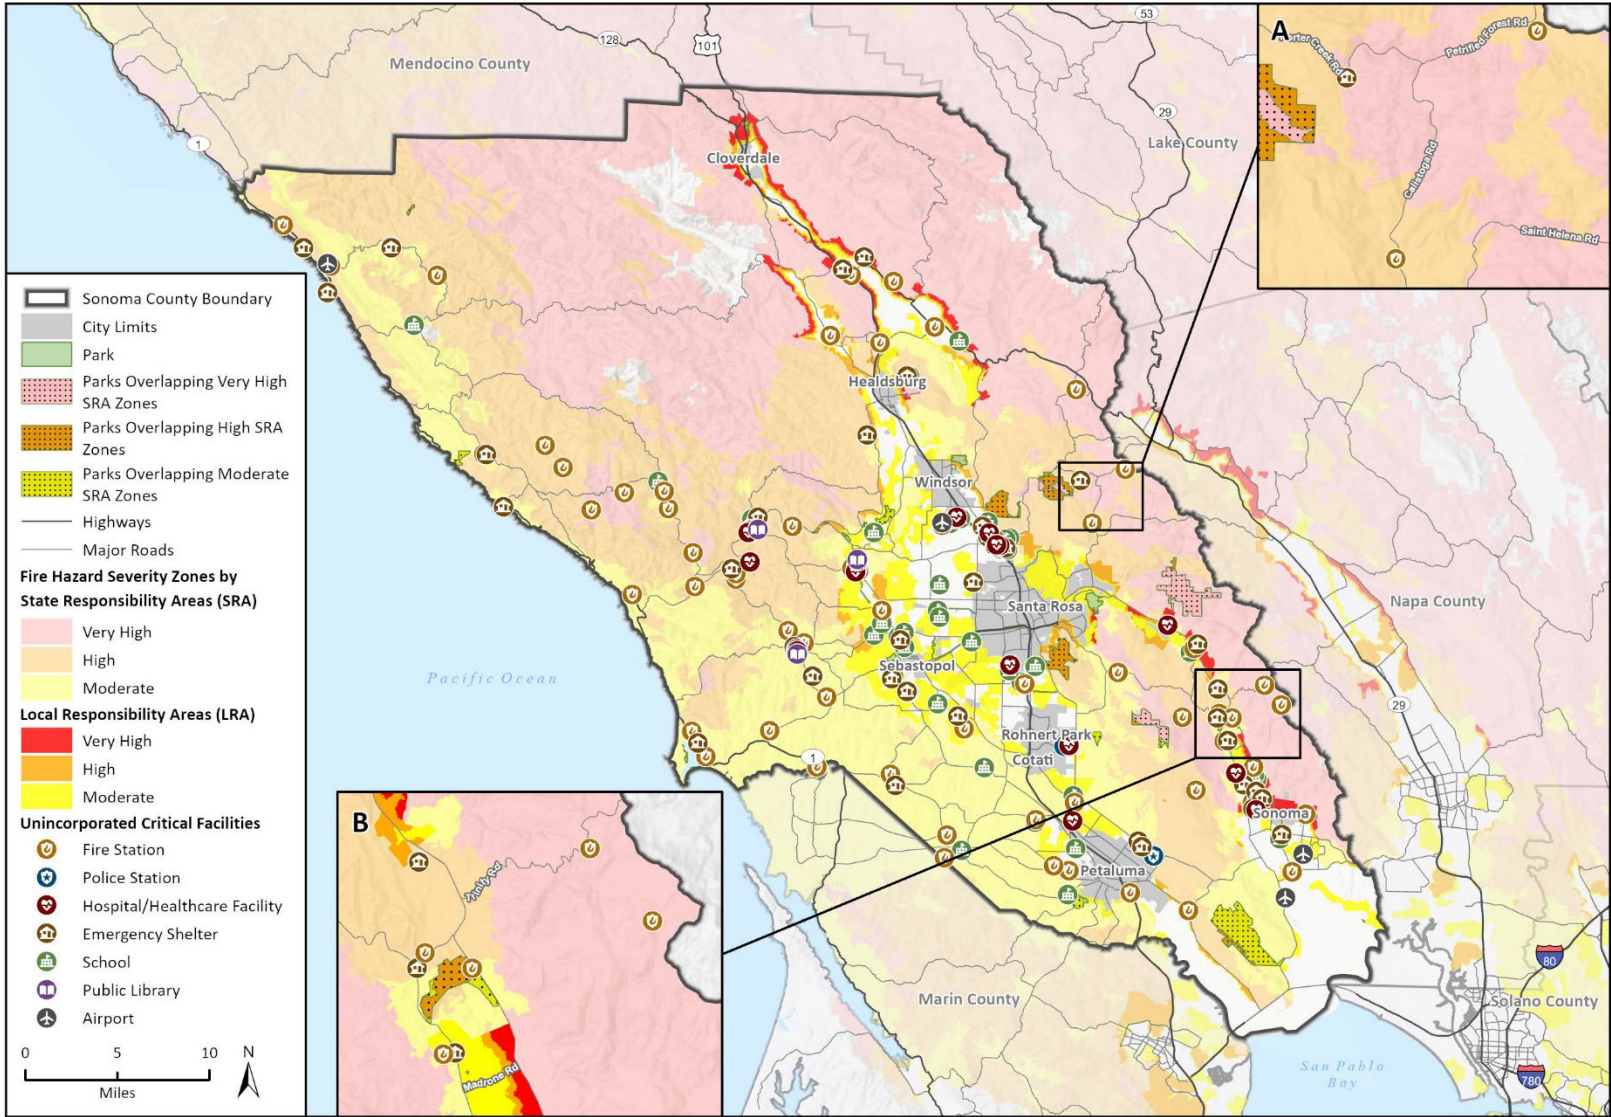 53
128
101
Mendocino County
29
Lake County
1
Cloverdale
A
Porter Creek Rd
Petrified Forest Rd
Calistoga Rd
Saint Helena Rd
Sonoma County Boundary
City Limits
Park
Parks Overlapping Very High
SRA Zones
Parks Overlapping High SRA
Zones
Parks Overlapping Moderate
SRA Zones
Highways
Major Roads
Fire Hazard Severity Zones by
State Responsibility Areas (SRA)
Very High
High
Moderate
Local Responsibility Areas (LRA)
Very High
High
Moderate
Unincorporated Critical Facilities
Fire Station
Police Station
Hospital/Healthcare Facility
Emergency Shelter
School
Public Library
Airport
0 5 10
Miles
N
Healdsburg
Windsor
Santa Rosa
Napa County
Sebastopol
Pacific Ocean
29
Rohnert Park
Cotati
1
Sonoma
Petaluma
B
Trinity Rd
Madrone Rd
Marin County
80
Solano County
San Pablo
Bay
780